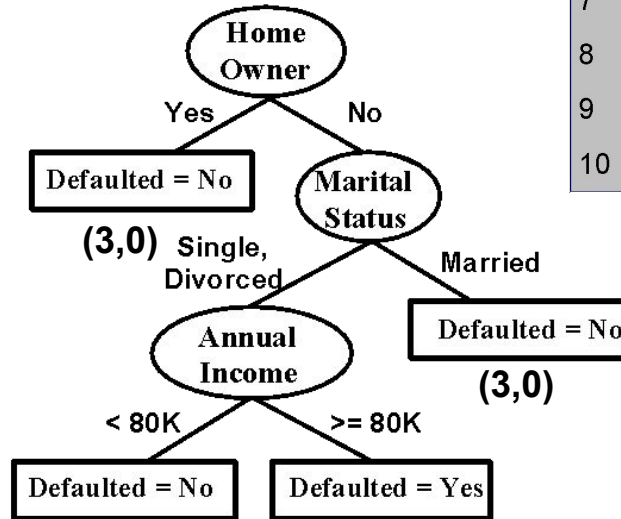 7
8
9
10
Home
Owner
Yes
No
Defaulted = No
(3,0)
Marital
Status
Single,
Divorced
Married
Annual
Income
Defaulted = No
(3,0)
< 80K
>= 80K
Defaulted = No
Defaulted = Yes